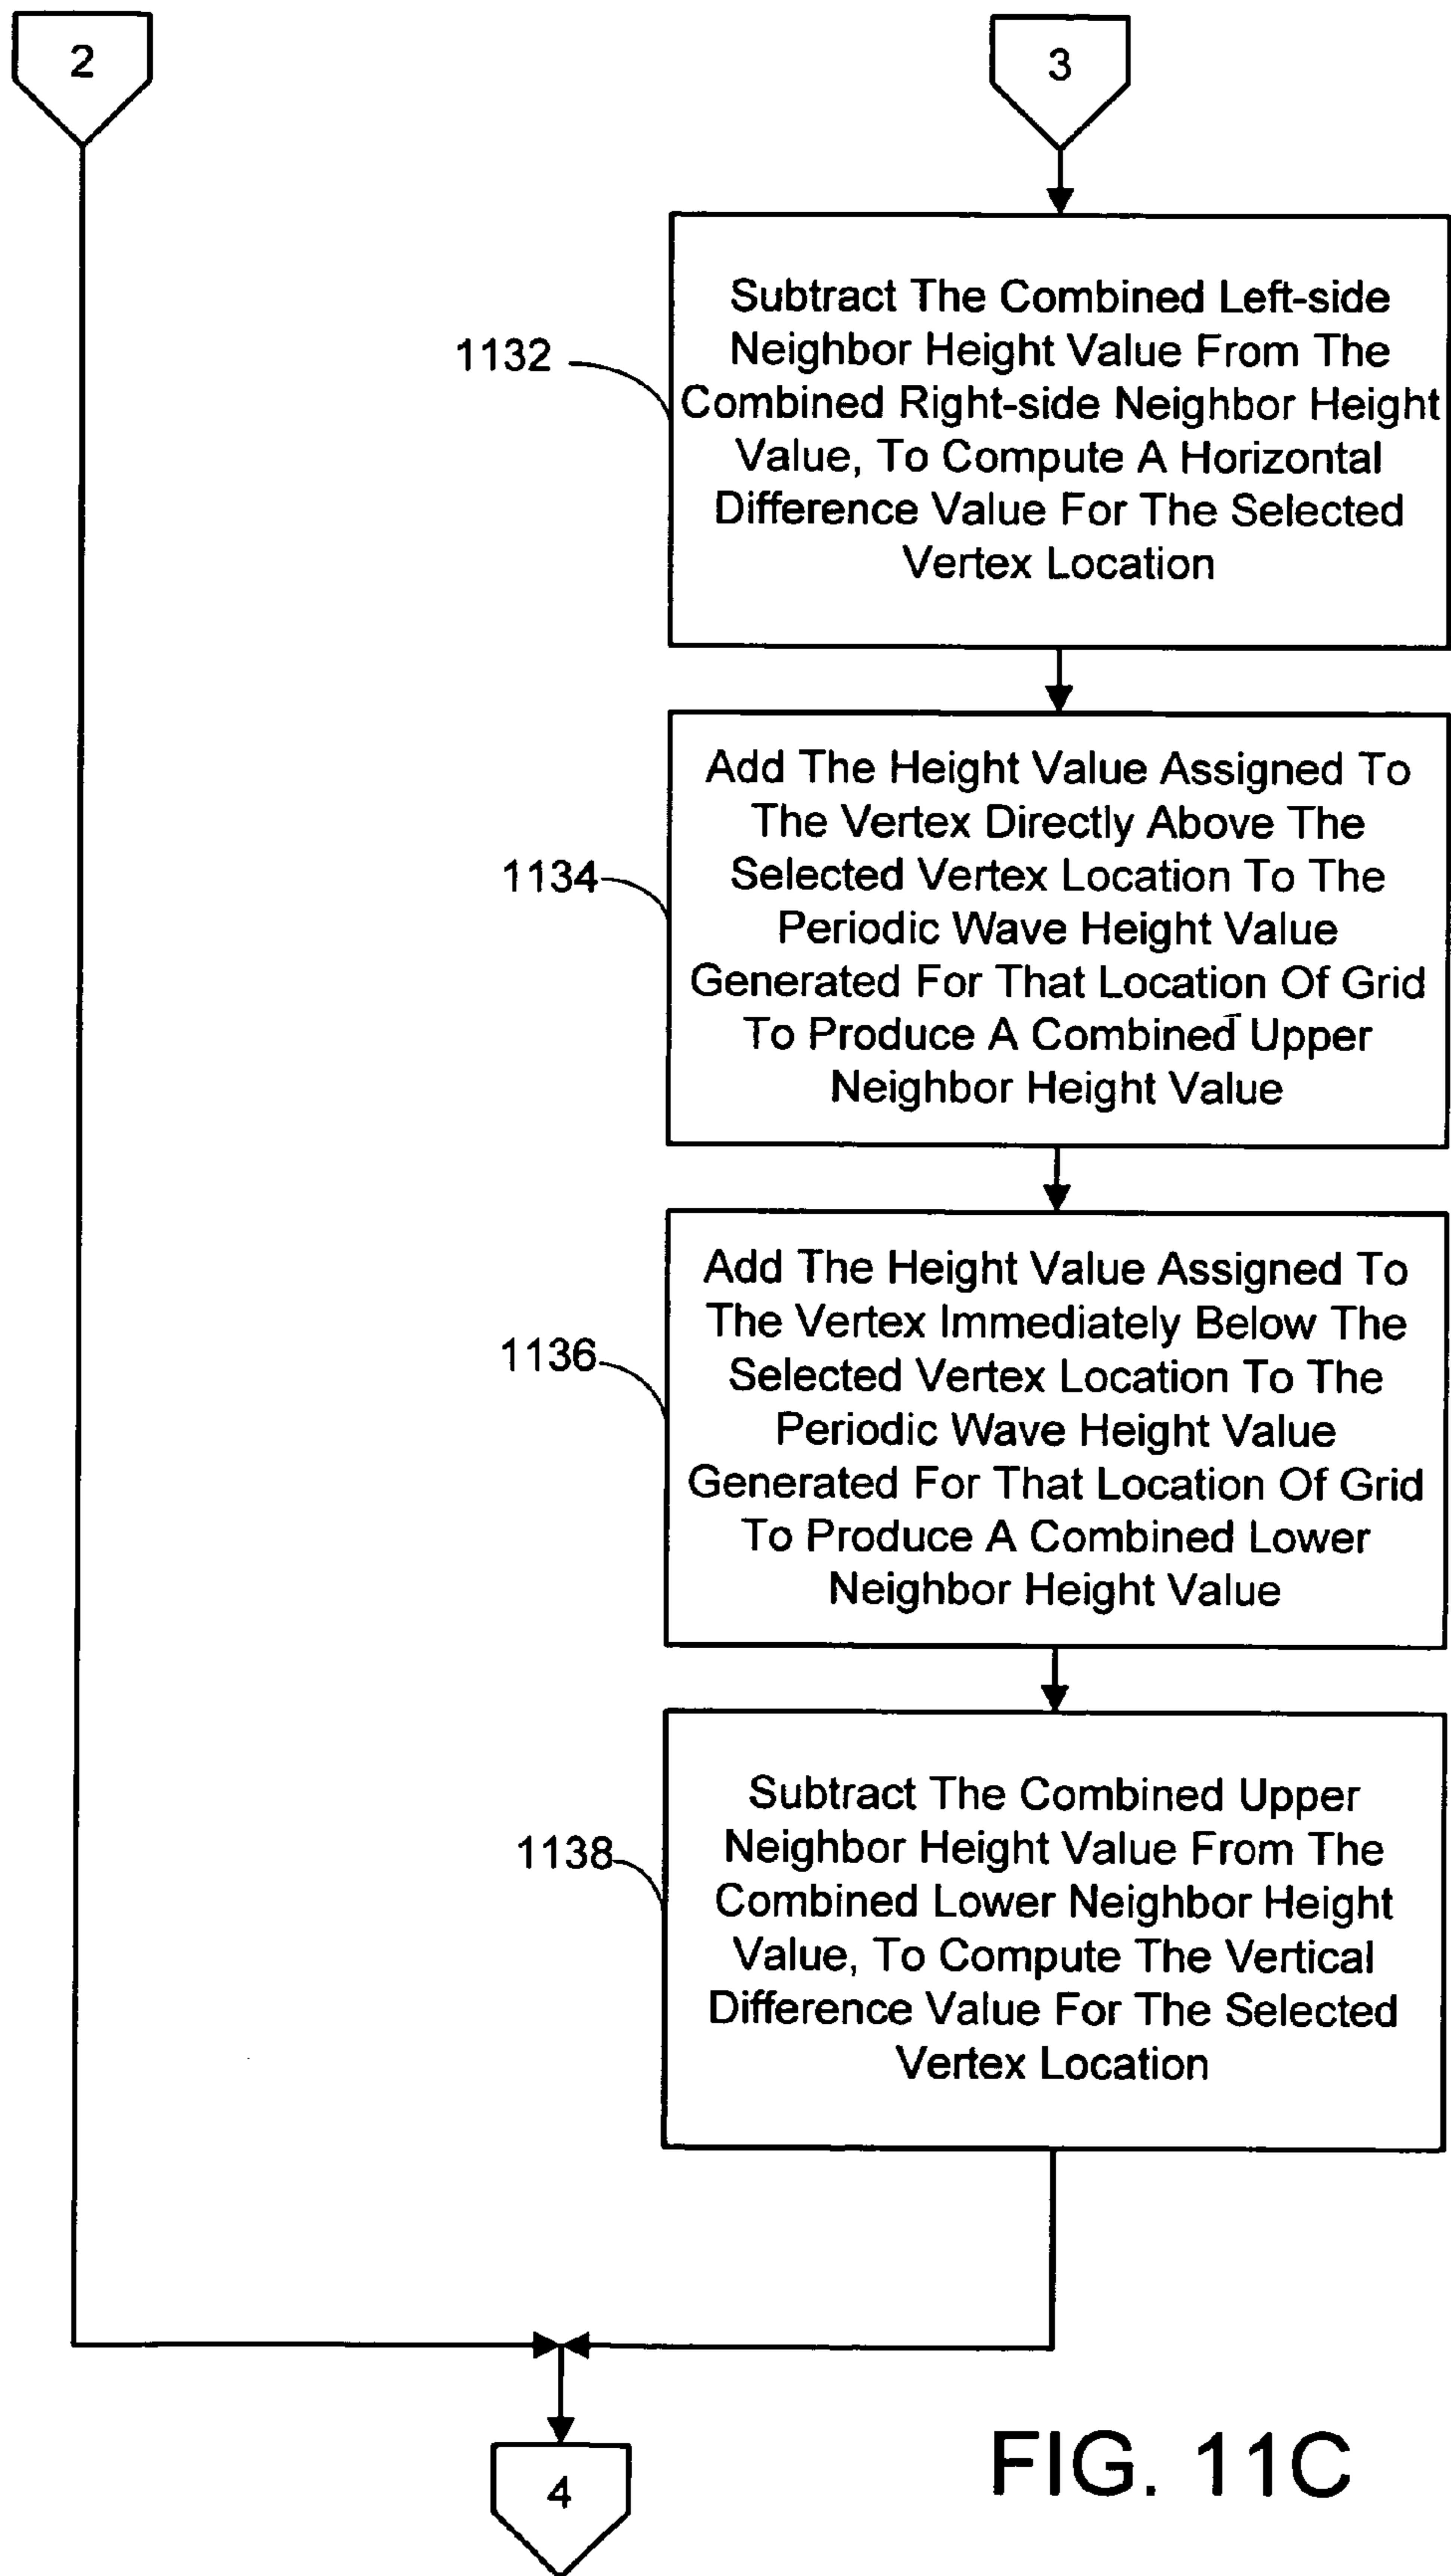 2
3
1132
Subtract The Combined Left-side
Neighbor Height Value From The
Combined Right-side Neighbor Height
Value, To Compute A Horizontal
Difference Value For The Selected
Vertex Location
1134
Add The Height Value Assigned To
The Vertex Directly Above The
Selected Vertex Location To The
Periodic Wave Height Value
Generated For That Location Of Grid
To Produce A Combined Upper
Neighbor Height Value
1136
Add The Height Value Assigned To
The Vertex Immediately Below The
Selected Vertex Location To The
Periodic Wave Height Value
Generated For That Location Of Grid
To Produce A Combined Lower
Neighbor Height Value
1138
Subtract The Combined Upper
Neighbor Height Value From The
Combined Lower Neighbor Height
Value, To Compute The Vertical
Difference Value For The Selected
Vertex Location
4
FIG. 11C